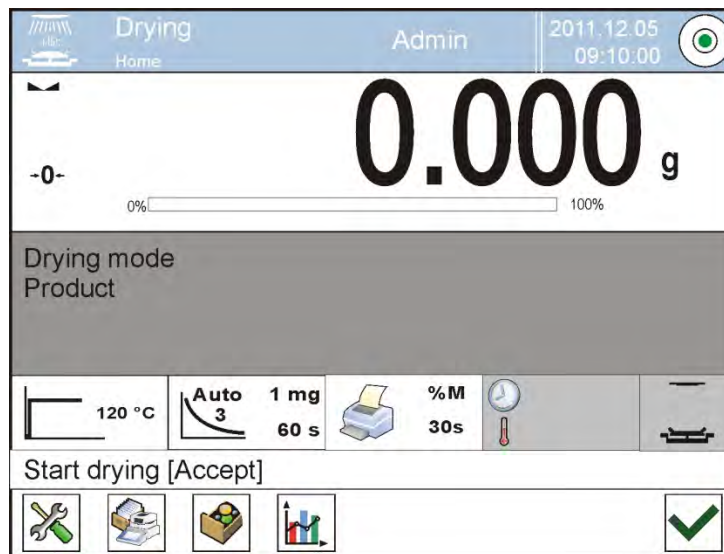 Drying
Home
Admin
2011.12.05
09:10:00
0.000 g
→0←
0% 100%
Drying mode
Product
120 °C
Auto 1 mg
3
60 s
%M
30s
Start drying [Accept]